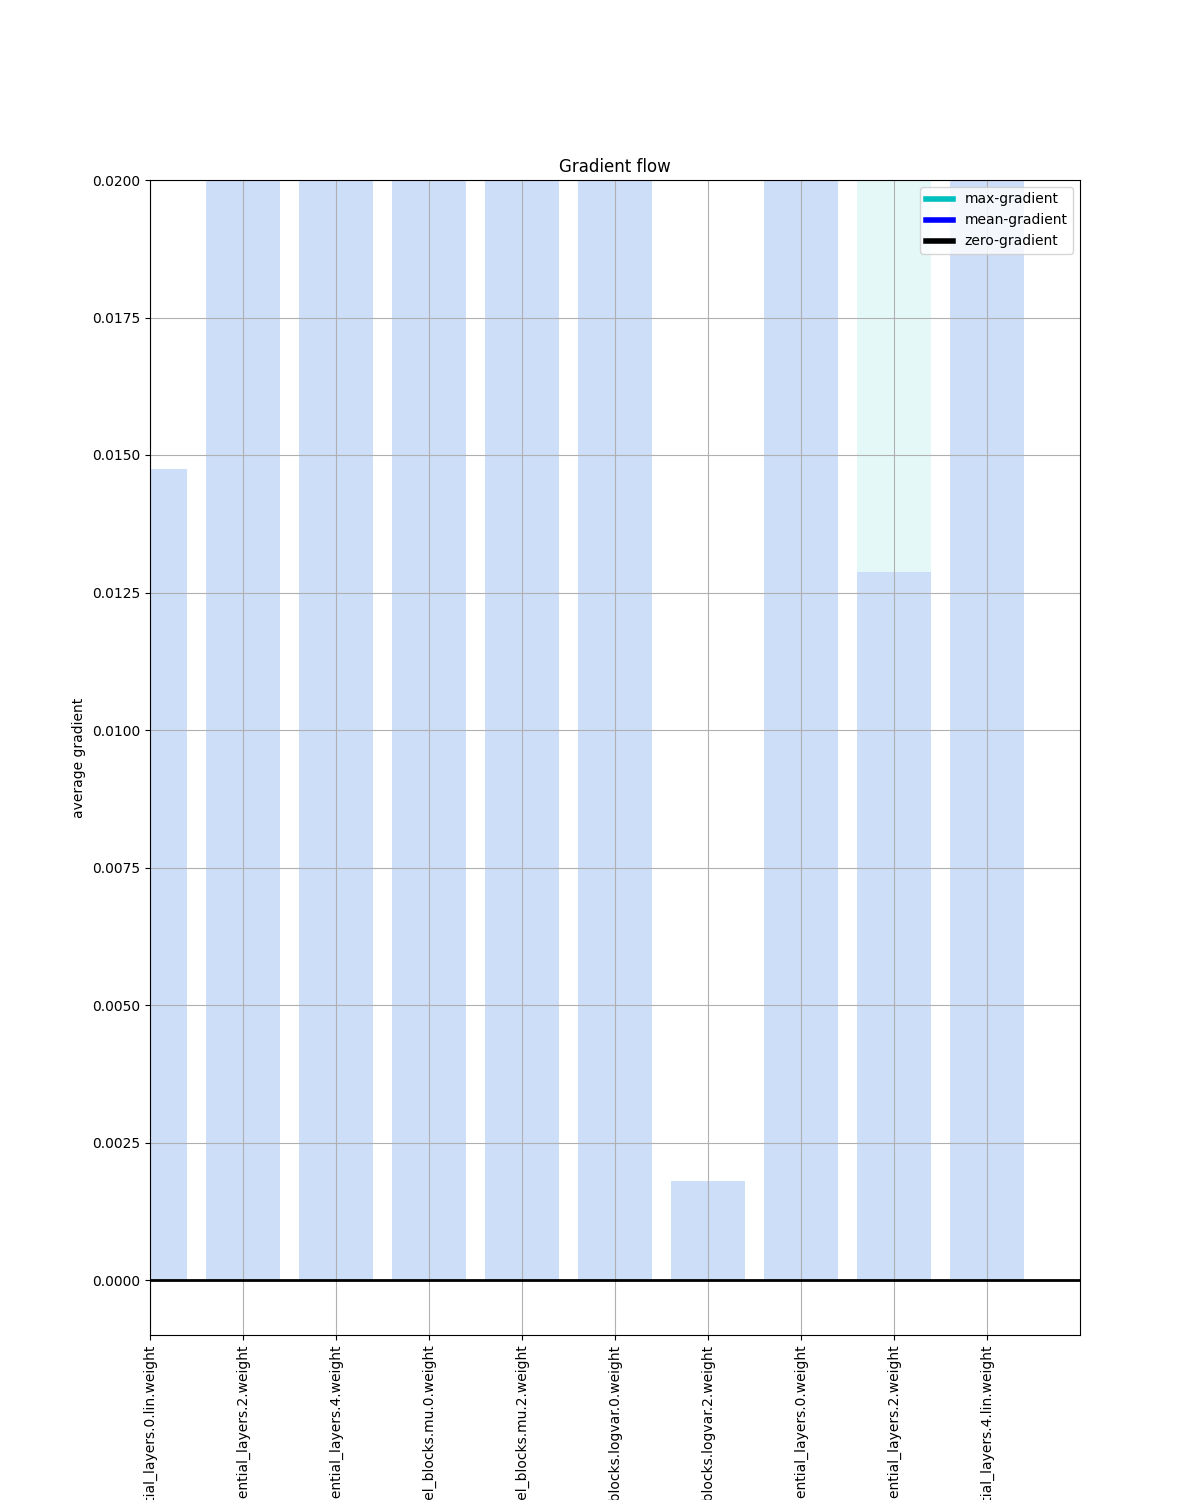 Gradient flow
max-gradient
mean-gradient
zero-gradient
0.0200
0.0175
0.0150
0.0125
0.0100
0.0075
0.0050
0.0025
0.0000
average gradient
tial_layers.0.lin.weight
ential_layers.2.weight
ential_layers.4.weight
el_blocks.mu.0.weight
el_blocks.mu.2.weight
blocks.logvar.0.weight
blocks.logvar.2.weight
ential_layers.0.weight
ential_layers.2.weight
tial_layers.4.lin.weight